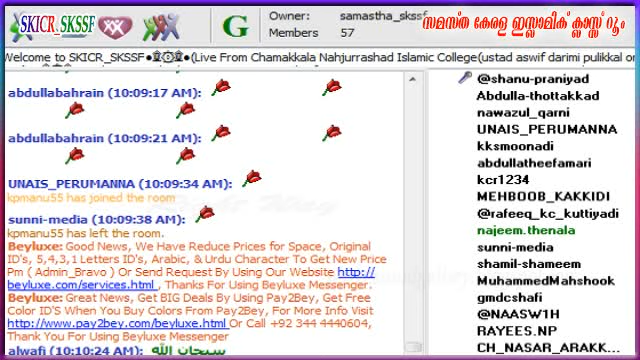 SKICR_SKSSF
G
Owner: samastha_skssf
Members 57
സമസ്ത കേരള ഇസ്ലാമിക് ക്ലാസ്സ് റൂം
Welcome to SKICR_SKSSF●۩۞۩●(Live From Chamakkala Nahjurrashad Islamic College(ustad aswif darimi pulikkal or
abdullabahrain (10:09:17 AM):
abdullabahrain (10:09:21 AM):
UNAIS_PERUMANNA (10:09:34 AM):
kpmanu55 has joined the room
sunni-media (10:09:38 AM):
kpmanu55 has left the room.
Beyluxe: Good News, We Have Reduce Prices for Space, Original
ID's, 5,4,3,1 Letters ID's, Arabic, & Urdu Character To Get New Price
Pm ( Admin_Bravo ) Or Send Request By Using Our Website http://
beyluxe.com/services.html , Thanks For Using Beyluxe Messenger.
Beyluxe: Great News, Get BIG Deals By Using Pay2Bey, Get Free
Color ID'S When You Buy Colors From Pay2Bey, For More Info Visit
http://www.pay2bey.com/beyluxe.html Or Call +92 344 4440604,
Thank You For Using Beyluxe Messenger
alwafi (10:10:24 AM): سبحان الله
@shanu-praniyad
Abdulla-thottakkad
nawazul_qarni
UNAIS_PERUMANNA
kksmoonadi
abdullatheefamari
kcr1234
MEHBOOB_KAKKIDI
@rafeeq_kc_kuttiyadi
najeem.thenala
sunni-media
shamil-shameem
MuhammedMahshook
gmdcshafi
@NAASW1H
RAYEES.NP
CH_NASAR_ARAKK...